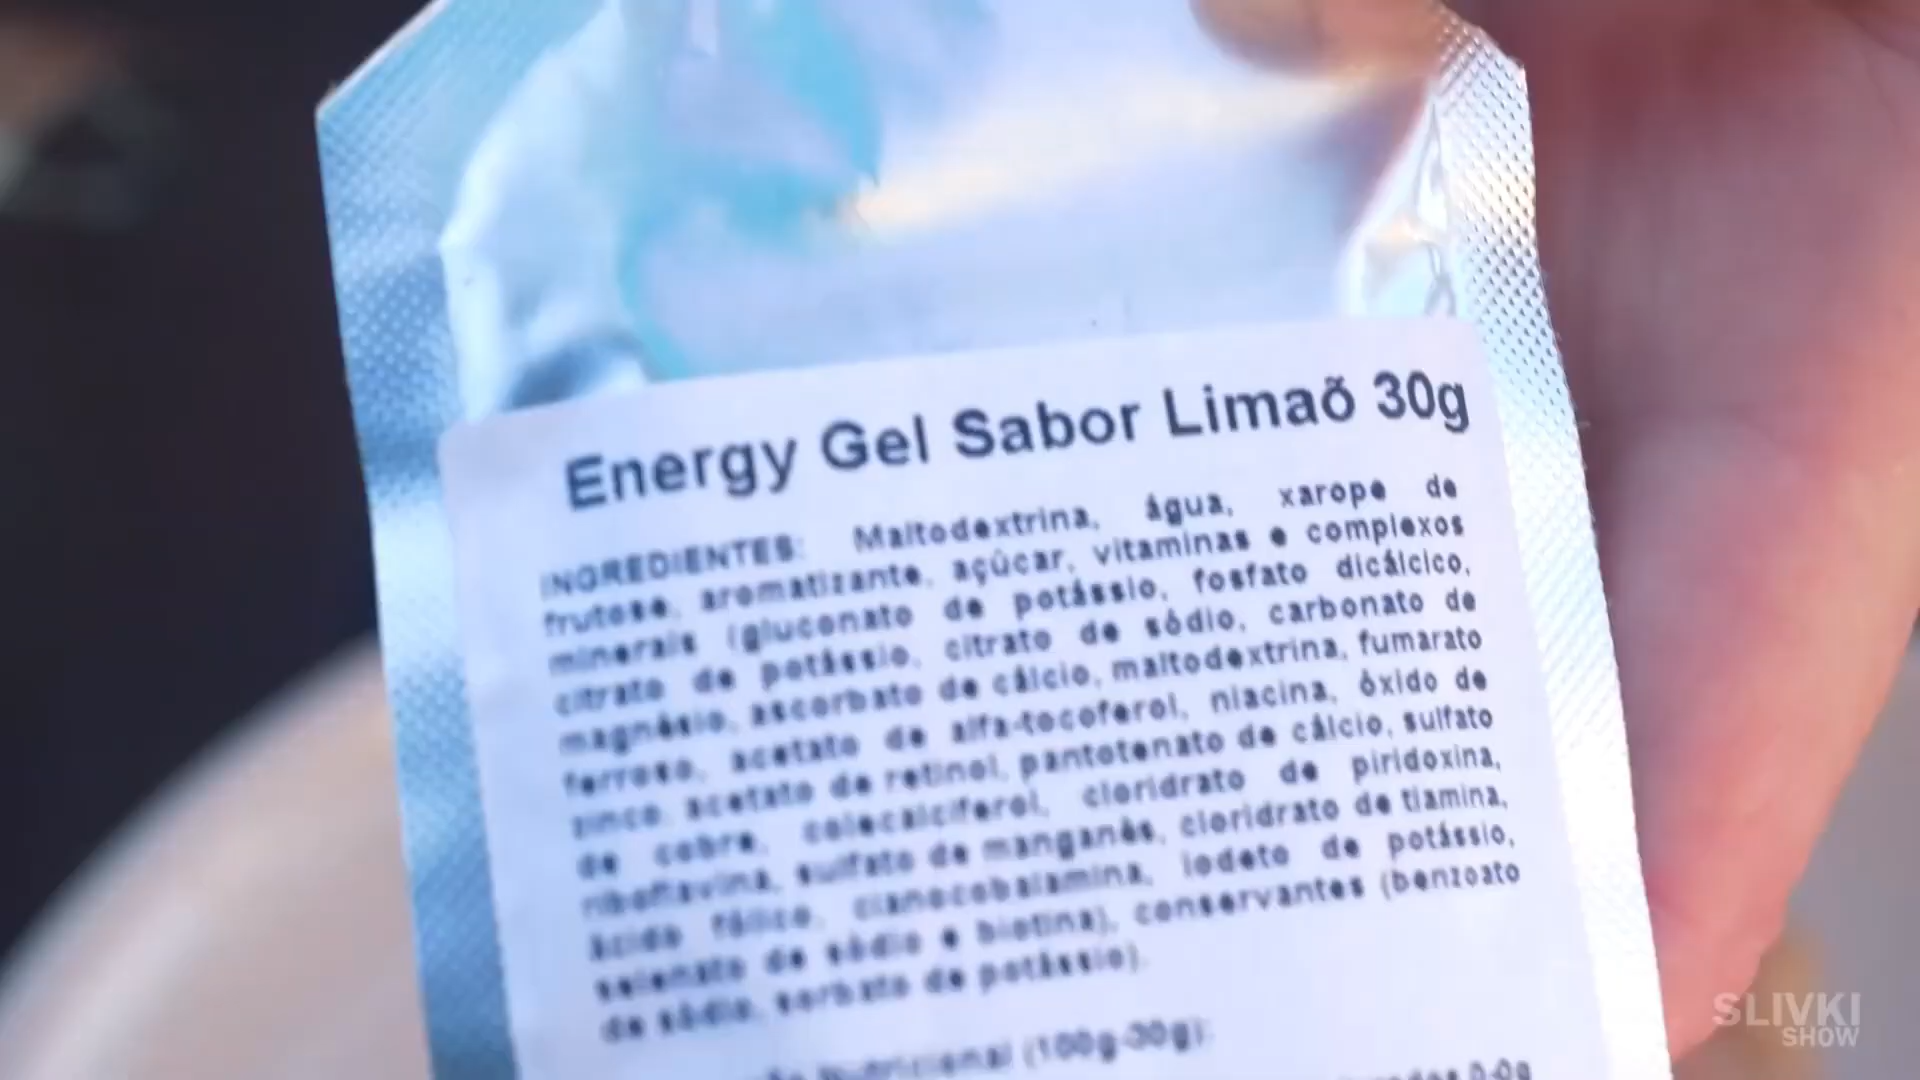 Energy Gel Sabor Limaõ 30g
INGREDIENTES: Maltodextrina, água, xarope de
frutose, aromatizante, açúcar, vitaminas e complexos
minerais (gluconato de potássio, fosfato dicálcico,
citrato de potássio, citrato de sódio, carbonato de
magnésio, ascorbato de cálcio, maltodextrina, fumarato
ferroso, acetato de alfa-tocoferol, niacina, óxido de
zinco, acetato de retinol, pantotenato de cálcio, sulfato
de cobre, colecalciferol, cloridrato de piridoxina,
riboflavina, sulfato de manganês, cloridrato de tiamina,
ácido fólico, cianocobalamina, iodeto de potássio,
selenato de sódio e biotina), conservantes (benzoato
de sódio, sorbato de potássio).
Nutricional (100g-30g):
0-0g
SLIVKI
SHOW